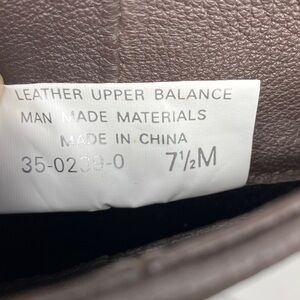 LEATHER UPPER BALANCE
MAN MADE MATERIALS
MADE IN CHINA
7½M